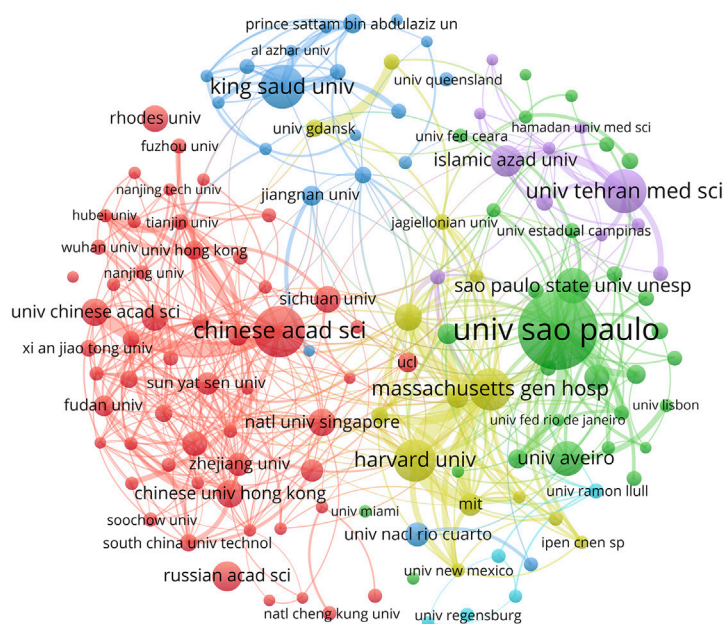 prince sattam bin abdulaziz un
al azhar univ
king saud univ
univ queensland
rhodes univ
univ gdansk
univ fed ceara
hamadan univ med sci
fuzhou univ
islamic azad univ
nanjing tech univ
jiangnan univ
univ tehran med sci
hubei univ
tianjin univ
jagiellonian univ
univ estadual campinas
wuhan univ
univ hong kong
nanjing univ
sichuan univ
sao paulo state univ unesp
univ chinese acad sci
chinese acad sci
univ sao paulo
xi an jiao tong univ
ucl
sun yat sen univ
massachusetts gen hosp
fudan univ
natl univ singapore
univ fed rio de janeiro
univ lisbon
zhejiang univ
harvard univ
univ aveiro
chinese univ hong kong
univ ramon llull
soochow univ
univ miami
mit
south china univ technol
univ nacl rio cuarto
ipen cnen sp
russian acad sci
univ new mexico
natl cheng kung univ
univ regensburg